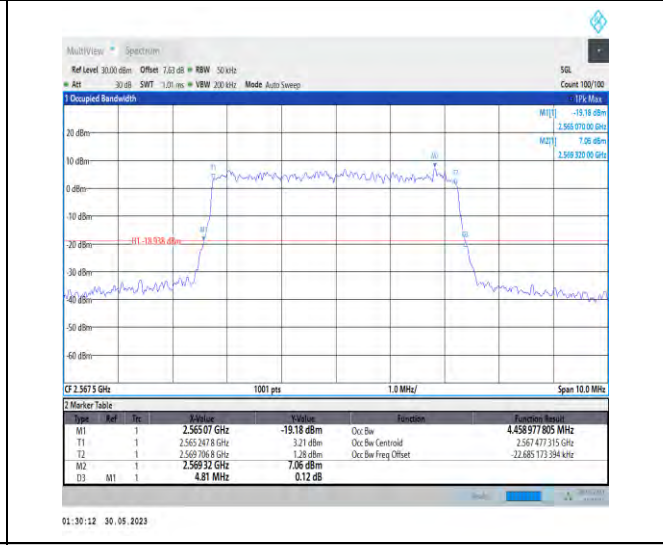 MultiView Spectrum
Ref Level 30.00 dBm Offset 7.63 dB RBW 50 kHz SGL
Att 30 dB SWT 1.01 ms VBW 200 kHz Mode Auto Sweep Count 100/100
1 Occupied Bandwidth 1Pk Max
M1[1] -19.18 dBm
2.565 070 00 GHz
20 dBm M2[1] 7.06 dBm
2.569 320 00 GHz
10 dBm M2
T1 T2
0 dBm
-10 dBm
M1
-20 dBm H1 -18.938 dBm
-30 dBm
-40 dBm
-50 dBm
-60 dBm
CF 2.567 5 GHz 1001 pts 1.0 MHz/ Span 10.0 MHz
2 Marker Table
Type Ref Trc X-Value Y-Value Function Function Result
M1 1 2.565 07 GHz -19.18 dBm Occ Bw 4.458 977 805 MHz
T1 1 2.565 247 8 GHz 3.21 dBm Occ Bw Centroid 2.567 477 315 GHz
T2 1 2.569 706 8 GHz 1.28 dBm Occ Bw Freq Offset -22.685 173 394 kHz
M2 1 2.569 32 GHz 7.06 dBm
D3 M1 1 4.81 MHz 0.12 dB
01:30:12 30.05.2023